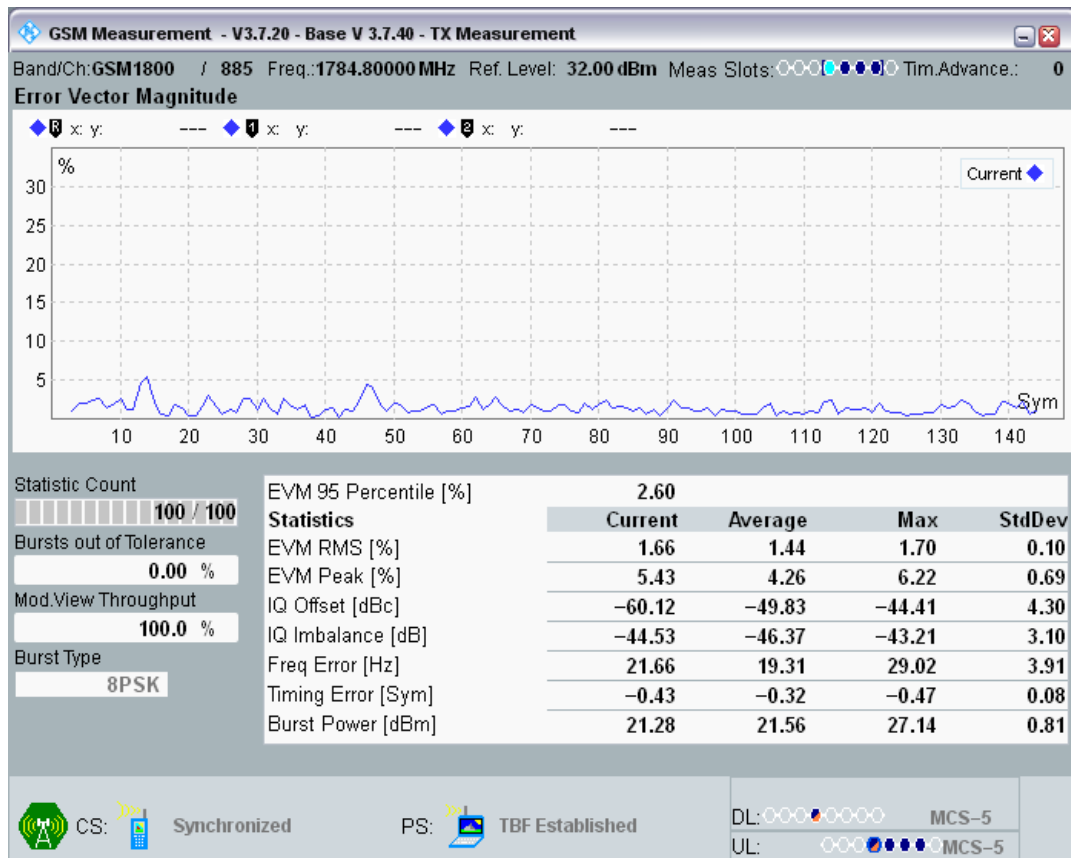 GSM Measurement - V3.7.20 - Base V 3.7.40 - TX Measurement
Band/Ch:GSM1800 / 885 Freq.:1784.80000 MHz Ref. Level: 32.00 dBm Meas Slots: Tim.Advance.: 0
Error Vector Magnitude
R x: y: --- 1 x: y: --- 2 x: y: ---
%
Current
30
25
20
15
10
5
Sym
10 20 30 40 50 60 70 80 90 100 110 120 130 140
Statistic Count
100 / 100
Bursts out of Tolerance
0.00 %
Mod.View Throughput
100.0 %
Burst Type
8PSK
EVM 95 Percentile [%] 2.60
Statistics Current Average Max StdDev
EVM RMS [%] 1.66 1.44 1.70 0.10
EVM Peak [%] 5.43 4.26 6.22 0.69
IQ Offset [dBc] −60.12 −49.83 −44.41 4.30
IQ Imbalance [dB] −44.53 −46.37 −43.21 3.10
Freq Error [Hz] 21.66 19.31 29.02 3.91
Timing Error [Sym] −0.43 −0.32 −0.47 0.08
Burst Power [dBm] 21.28 21.56 27.14 0.81
CS: Synchronized PS: TBF Established
DL: MCS−5
UL: MCS−5